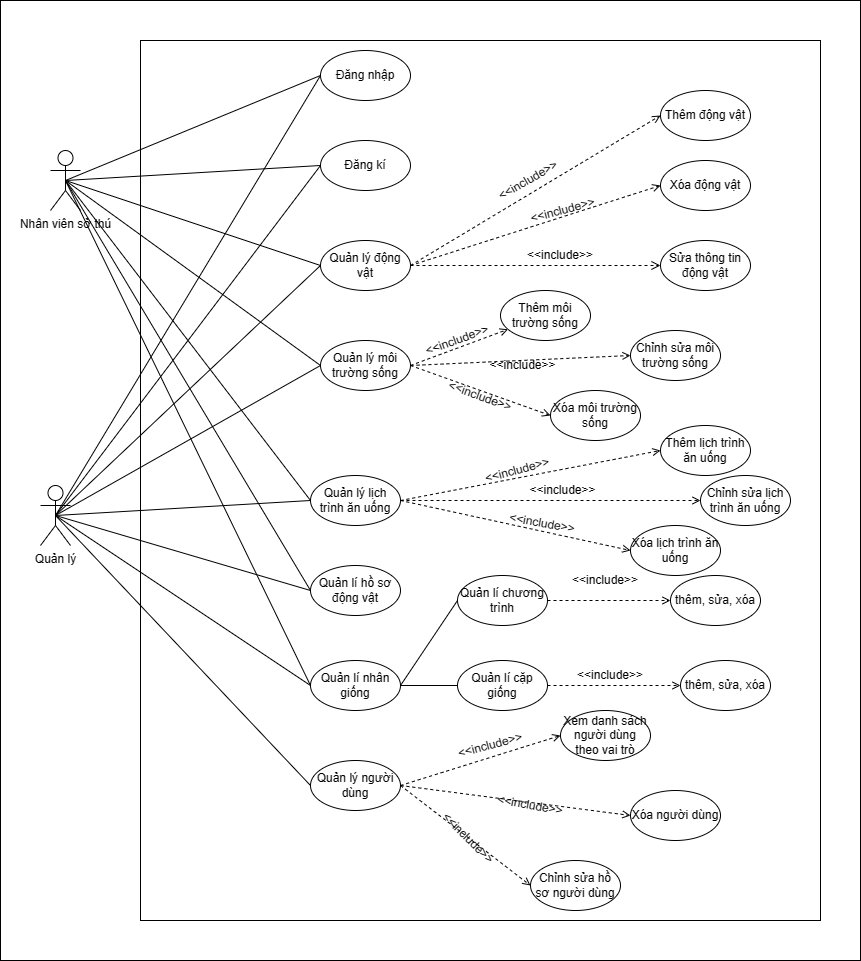 Đăng nhập
Thêm động vật
<<include>>
Đăng kí
Xóa động vật
<<include>>
Nhân viên sở thú
Quản lý động
vật
<<include>>
Sửa thông tin
động vật
Thêm môi
trường sống
Quản lý môi
trường sống
<<include>>
<<include>>
Chỉnh sửa môi
trường sống
<<include>>
Xóa môi trường
sống
Thêm lịch trình
ăn uống
<<include>>
Quản lý lịch
trình ăn uống
<<include>>
Chỉnh sửa lịch
trình ăn uống
<<include>>
Xóa lịch trình ăn
uống
Quản lý
Quản lí hồ sơ
động vật
Quản lí chương
trình
<<include>>
thêm, sửa, xóa
Quản lí nhân
giống
Quản lí cặp
giống
<<include>>
thêm, sửa, xóa
Xem danh sách
người dùng
theo vai trò
<<include>>
Quản lý người
dùng
<<include>>
Xóa người dùng
<<include>>
Chỉnh sửa hồ
sơ người dùng